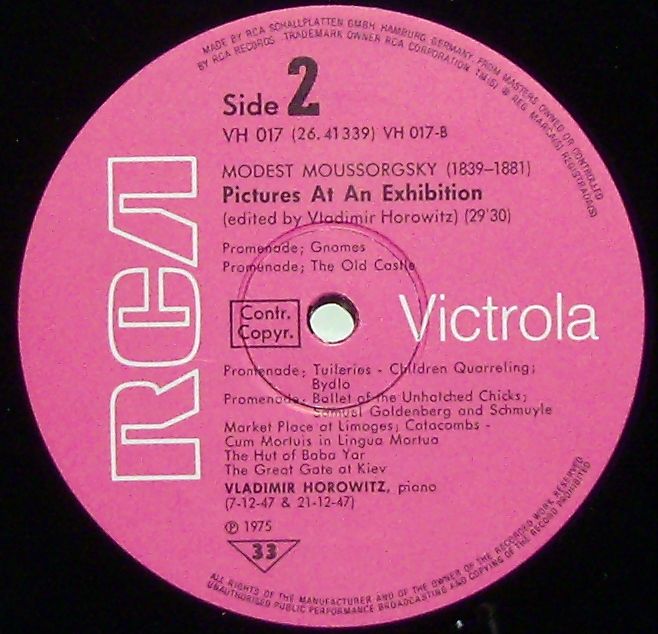 MADE BY RCA SCHALLPLATTEN GMBH, HAMBURG, GERMANY, FROM MASTERS OWNED OR CONTROLLED
BY RCA RECORDS TRADEMARK OWNER RCA CORPORATION. TM(S) ® REG. MARCA(S) REGISTRADA(S)
Side 2
VH 017 (26.41339) VH 017-B
MODEST MOUSSORGSKY (1839–1881)
Pictures At An Exhibition
(edited by Vladimir Horowitz) (29'30)
Promenade; Gnomes
Promenade; The Old Castle
RCA
Contr.
Copyr.
Victrola
Promenade; Tuileries - Children Quarreling;
Bydlo
Promenade; Ballet of the Unhatched Chicks;
Samuel Goldenberg and Schmuyle
Market Place at Limoges; Catacombs -
Cum Mortuis in Lingua Mortua
The Hut of Baba Yar
The Great Gate at Kiev
VLADIMIR HOROWITZ, piano
(7-12-47 & 21-12-47)
℗ 1975
33
ALL RIGHTS OF THE MANUFACTURER AND OF THE OWNER OF THE RECORDED WORK RESERVED
UNAUTHORISED PUBLIC PERFORMANCE BROADCASTING AND COPYING OF THE RECORD PROHIBITED